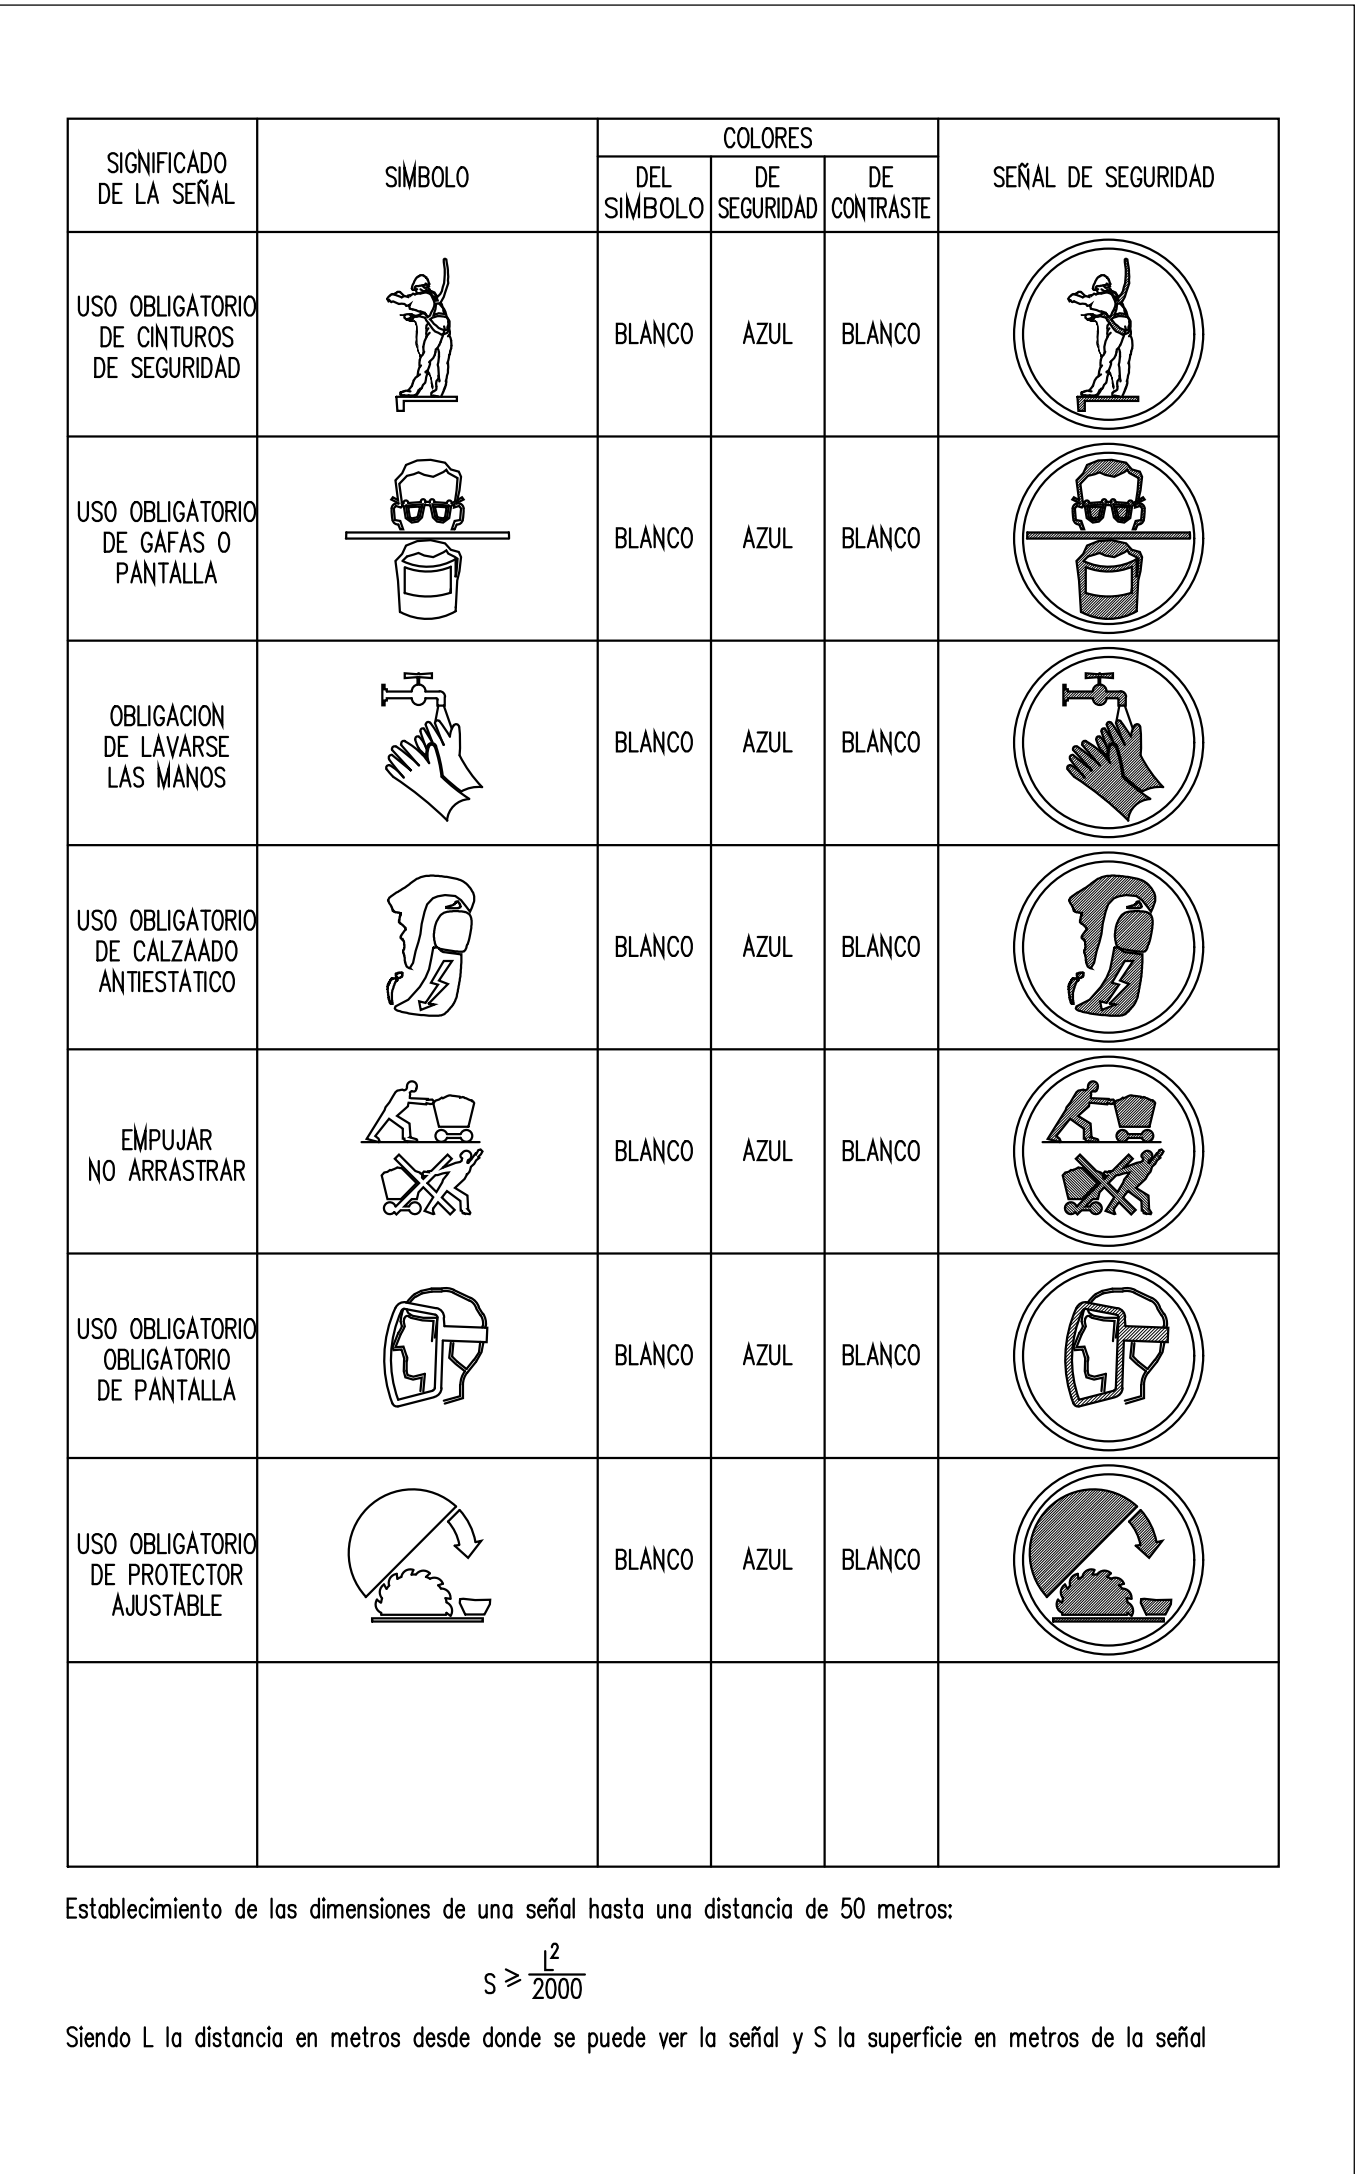 SIGNIFICADO
DE LA SEÑAL
SIMBOLO
COLORES
DEL
SIMBOLO
DE
SEGURIDAD
DE
CONTRASTE
SEÑAL DE SEGURIDAD
USO OBLIGATORIO
DE CINTUROS
DE SEGURIDAD
BLANCO
AZUL
BLANCO
USO OBLIGATORIO
DE GAFAS O
PANTALLA
BLANCO
AZUL
BLANCO
OBLIGACION
DE LAVARSE
LAS MANOS
BLANCO
AZUL
BLANCO
USO OBLIGATORIO
DE CALZAADO
ANTIESTATICO
BLANCO
AZUL
BLANCO
EMPUJAR
NO ARRASTRAR
BLANCO
AZUL
BLANCO
USO OBLIGATORIO
OBLIGATORIO
DE PANTALLA
BLANCO
AZUL
BLANCO
USO OBLIGATORIO
DE PROTECTOR
AJUSTABLE
BLANCO
AZUL
BLANCO
Establecimiento de las dimensiones de una señal hasta una distancia de 50 metros:
S ⩾ L²/2000
Siendo L la distancia en metros desde donde se puede ver la señal y S la superficie en metros de la señal